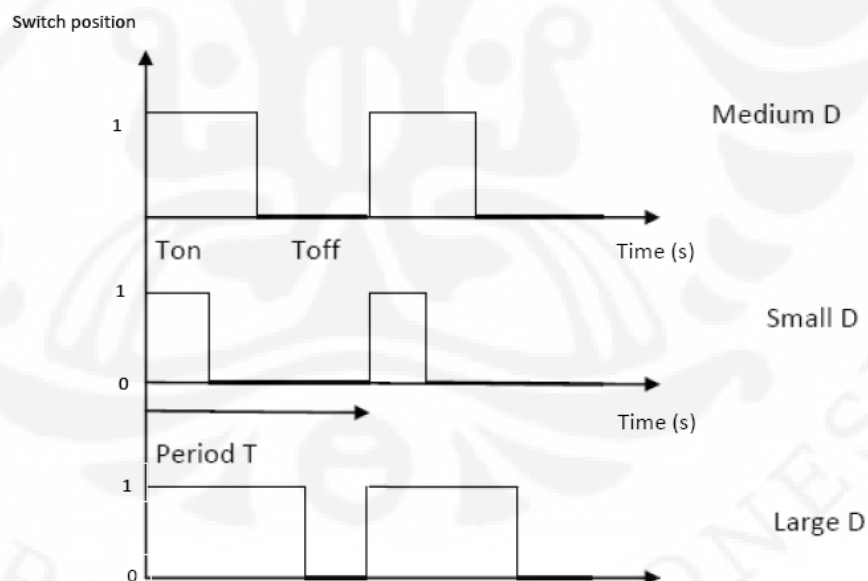 Switch position
1
Medium D
Ton Toff Time (s)
1
Small D
0
Time (s)
Period T
1
Large D
0